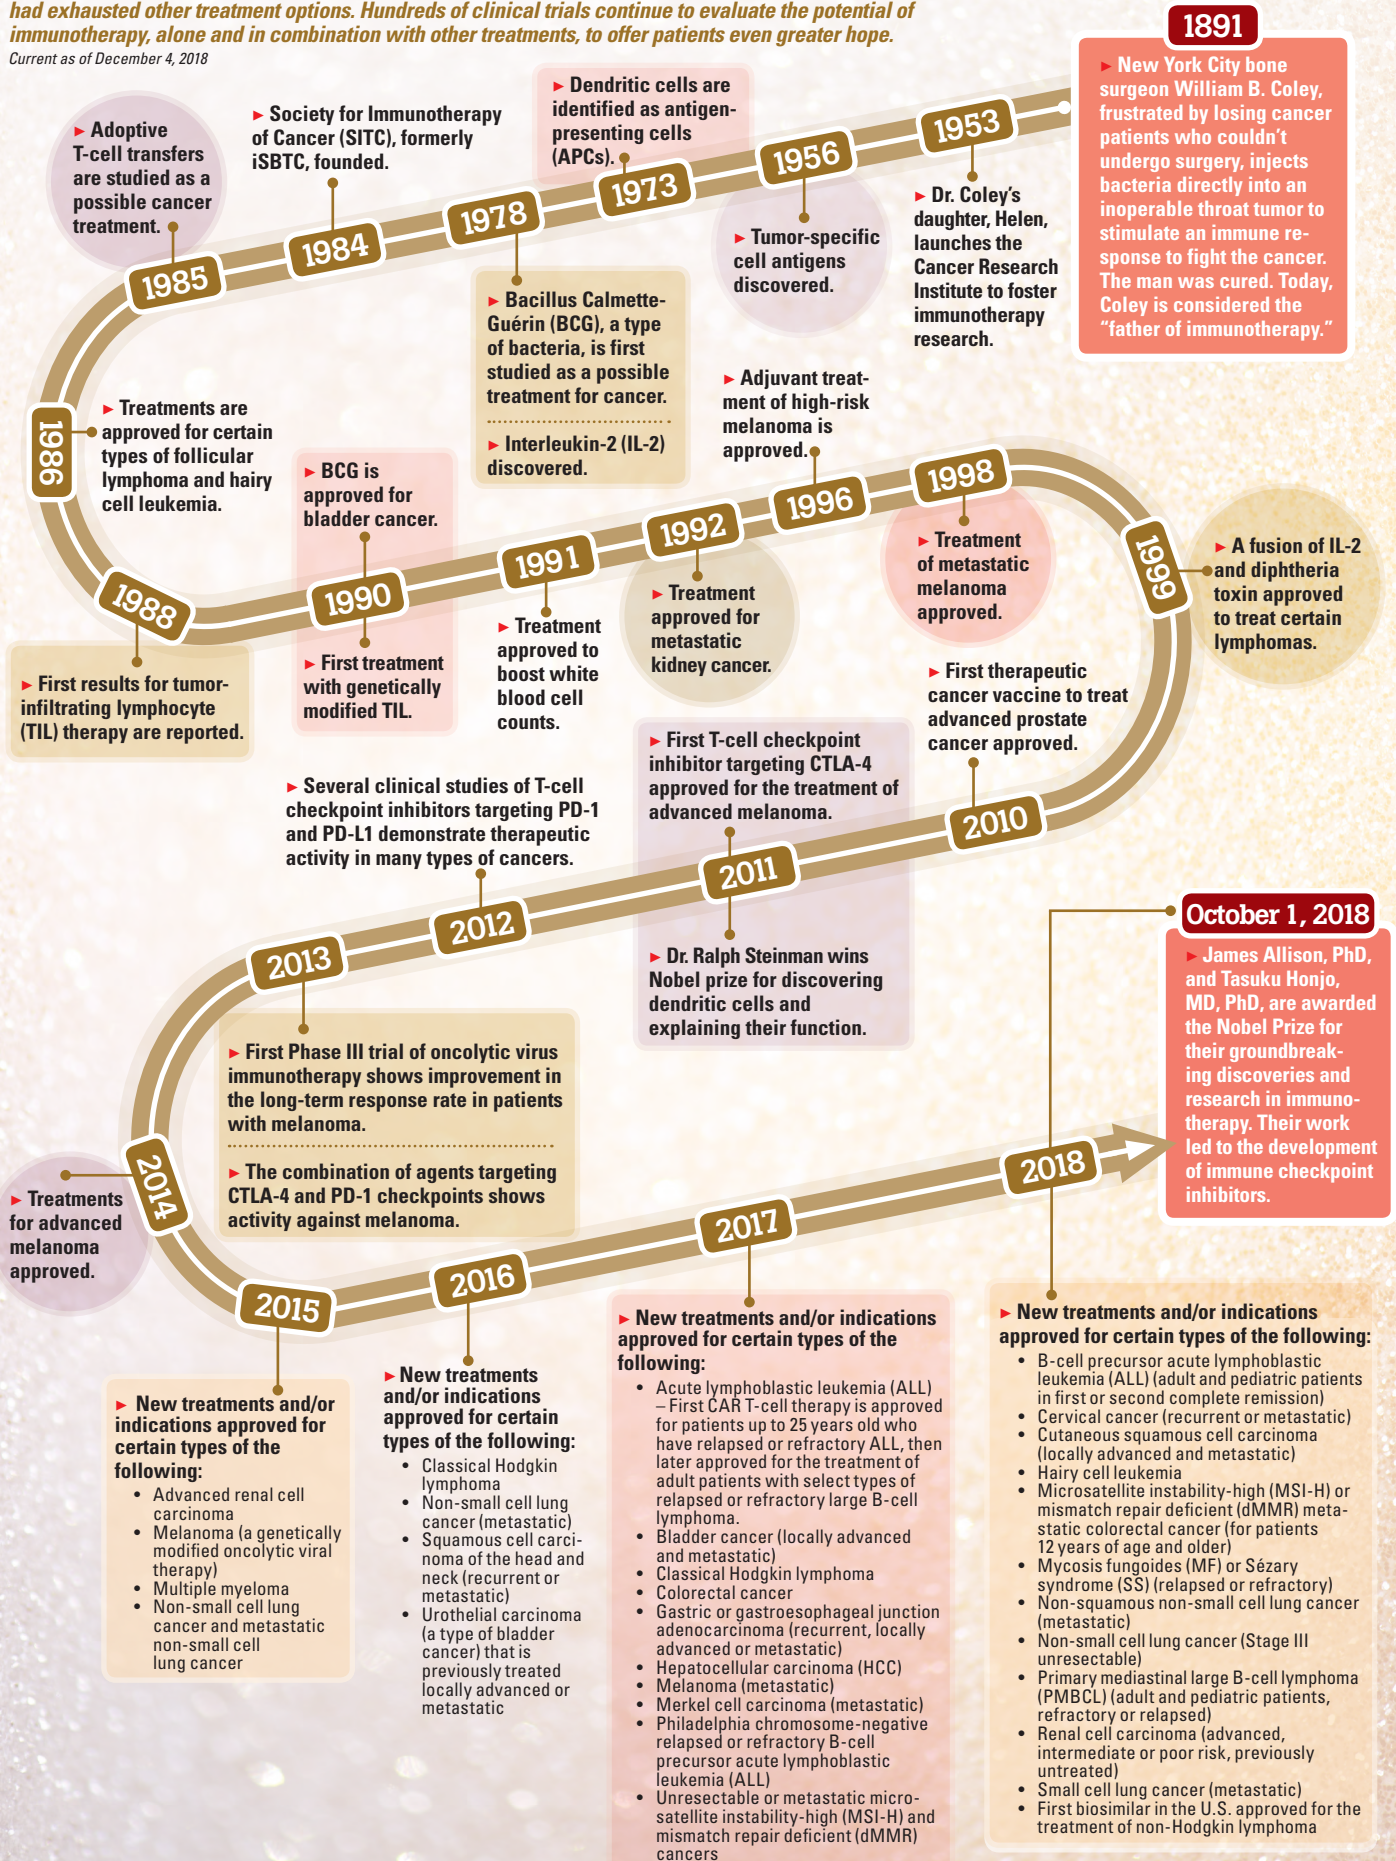 had exhausted other treatment options. Hundreds of clinical trials continue to evaluate the potential of
immunotherapy, alone and in combination with other treatments, to offer patients even greater hope.
Current as of December 4, 2018
1891
► New York City bone
surgeon William B. Coley,
frustrated by losing cancer
patients who couldn't
undergo surgery, injects
bacteria directly into an
inoperable throat tumor to
stimulate an immune re-
sponse to fight the cancer.
The man was cured. Today,
Coley is considered the
“father of immunotherapy.”
1953
► Dr. Coley's
daughter, Helen,
launches the
Cancer Research
Institute to foster
immunotherapy
research.
1956
► Tumor-specific
cell antigens
discovered.
► Dendritic cells are
identified as antigen-
presenting cells
(APCs).
1973
1978
► Bacillus Calmette-
Guérin (BCG), a type
of bacteria, is first
studied as a possible
treatment for cancer.
► Interleukin-2 (IL-2)
discovered.
► Society for Immunotherapy
of Cancer (SITC), formerly
iSBTC, founded.
1984
► Adoptive
T-cell transfers
are studied as a
possible cancer
treatment.
1985
1986
► Treatments are
approved for certain
types of follicular
lymphoma and hairy
cell leukemia.
1988
► First results for tumor-
infiltrating lymphocyte
(TIL) therapy are reported.
► BCG is
approved for
bladder cancer.
1990
► First treatment
with genetically
modified TIL.
1991
► Treatment
approved to
boost white
blood cell
counts.
1992
► Treatment
approved for
metastatic
kidney cancer.
► Adjuvant treat-
ment of high-risk
melanoma is
approved.
1996
1998
► Treatment
of metastatic
melanoma
approved.
1999
► A fusion of IL-2
and diphtheria
toxin approved
to treat certain
lymphomas.
► First therapeutic
cancer vaccine to treat
advanced prostate
cancer approved.
2010
► First T-cell checkpoint
inhibitor targeting CTLA-4
approved for the treatment of
advanced melanoma.
2011
► Dr. Ralph Steinman wins
Nobel prize for discovering
dendritic cells and
explaining their function.
► Several clinical studies of T-cell
checkpoint inhibitors targeting PD-1
and PD-L1 demonstrate therapeutic
activity in many types of cancers.
2012
2013
► First Phase III trial of oncolytic virus
immunotherapy shows improvement in
the long-term response rate in patients
with melanoma.
► The combination of agents targeting
CTLA-4 and PD-1 checkpoints shows
activity against melanoma.
2014
► Treatments
for advanced
melanoma
approved.
2015
► New treatments and/or
indications approved for
certain types of the
following:
• Advanced renal cell
carcinoma
• Melanoma (a genetically
modified oncolytic viral
therapy)
• Multiple myeloma
• Non-small cell lung
cancer and metastatic
non-small cell
lung cancer
2016
► New treatments
and/or indications
approved for certain
types of the following:
• Classical Hodgkin
lymphoma
• Non-small cell lung
cancer (metastatic)
• Squamous cell carci-
noma of the head and
neck (recurrent or
metastatic)
• Urothelial carcinoma
(a type of bladder
cancer) that is
previously treated
locally advanced or
metastatic
2017
► New treatments and/or indications
approved for certain types of the
following:
• Acute lymphoblastic leukemia (ALL)
– First CAR T-cell therapy is approved
for patients up to 25 years old who
have relapsed or refractory ALL, then
later approved for the treatment of
adult patients with select types of
relapsed or refractory large B-cell
lymphoma.
• Bladder cancer (locally advanced
and metastatic)
• Classical Hodgkin lymphoma
• Colorectal cancer
• Gastric or gastroesophageal junction
adenocarcinoma (recurrent, locally
advanced or metastatic)
• Hepatocellular carcinoma (HCC)
• Melanoma (metastatic)
• Merkel cell carcinoma (metastatic)
• Philadelphia chromosome-negative
relapsed or refractory B-cell
precursor acute lymphoblastic
leukemia (ALL)
• Unresectable or metastatic micro-
satellite instability-high (MSI-H) and
mismatch repair deficient (dMMR)
cancers
2018
► New treatments and/or indications
approved for certain types of the following:
• B-cell precursor acute lymphoblastic
leukemia (ALL) (adult and pediatric patients
in first or second complete remission)
• Cervical cancer (recurrent or metastatic)
• Cutaneous squamous cell carcinoma
(locally advanced and metastatic)
• Hairy cell leukemia
• Microsatellite instability-high (MSI-H) or
mismatch repair deficient (dMMR) meta-
static colorectal cancer (for patients
12 years of age and older)
• Mycosis fungoides (MF) or Sézary
syndrome (SS) (relapsed or refractory)
• Non-squamous non-small cell lung cancer
(metastatic)
• Non-small cell lung cancer (Stage III
unresectable)
• Primary mediastinal large B-cell lymphoma
(PMBCL) (adult and pediatric patients,
refractory or relapsed)
• Renal cell carcinoma (advanced,
intermediate or poor risk, previously
untreated)
• Small cell lung cancer (metastatic)
• First biosimilar in the U.S. approved for the
treatment of non-Hodgkin lymphoma
October 1, 2018
► James Allison, PhD,
and Tasuku Honjo,
MD, PhD, are awarded
the Nobel Prize for
their groundbreak-
ing discoveries and
research in immuno-
therapy. Their work
led to the development
of immune checkpoint
inhibitors.